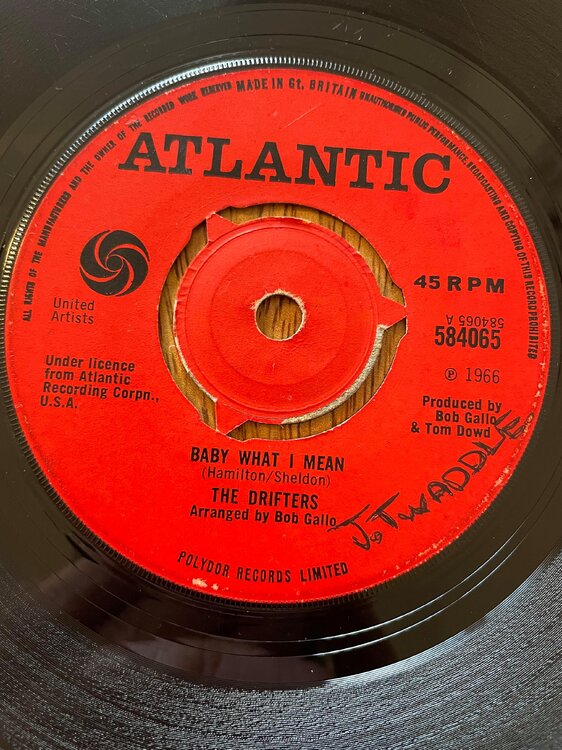 ALL RIGHTS OF THE MANUFACTURERS AND THE OWNER OF THE RECORDED WORK RESERVED MADE IN Gt. BRITAIN UNAUTHORISED PUBLIC PERFORMANCE, BROADCASTING AND COPYING OF THIS RECORD PROHIBITED
ATLANTIC
United
Artists
45 RPM
584065 A
584065
Under licence
from Atlantic
Recording Corpn.,
U.S.A.
℗ 1966
Produced by
Bob Gallo
& Tom Dowd
BABY WHAT I MEAN
(Hamilton/Sheldon)
THE DRIFTERS
Arranged by Bob Gallo
J. TWADDLE
POLYDOR RECORDS LIMITED